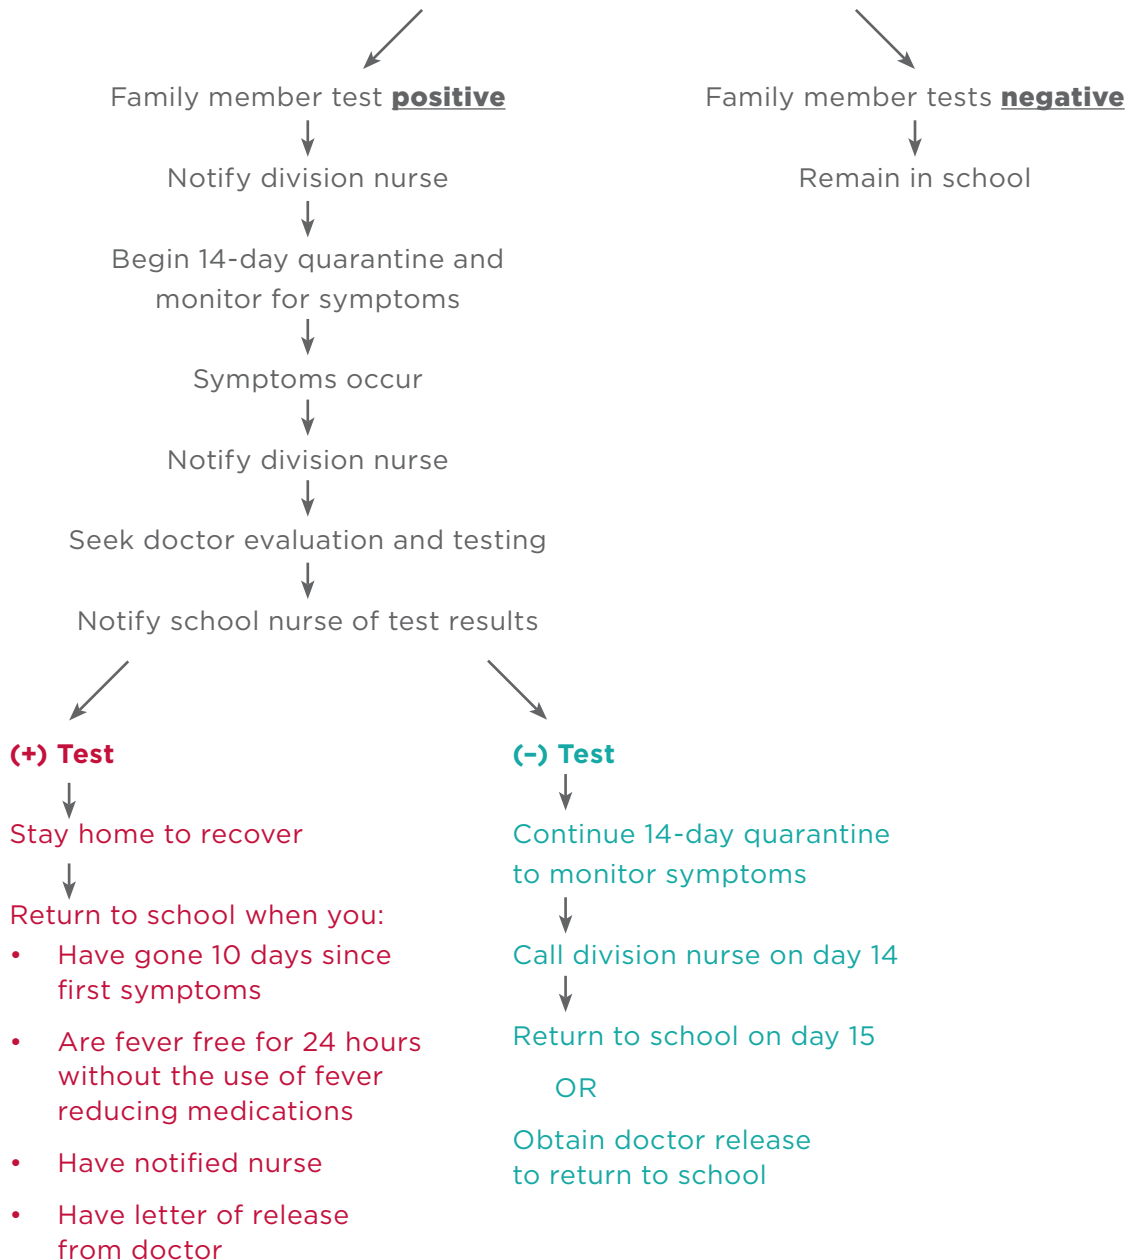 Family member test positive
Family member tests negative
Notify division nurse
Remain in school
Begin 14-day quarantine and
monitor for symptoms
Symptoms occur
Notify division nurse
Seek doctor evaluation and testing
Notify school nurse of test results
(+) Test
Stay home to recover
Return to school when you:
• Have gone 10 days since
first symptoms
• Are fever free for 24 hours
without the use of fever
reducing medications
• Have notified nurse
• Have letter of release
from doctor
(–) Test
Continue 14-day quarantine
to monitor symptoms
Call division nurse on day 14
Return to school on day 15
OR
Obtain doctor release
to return to school